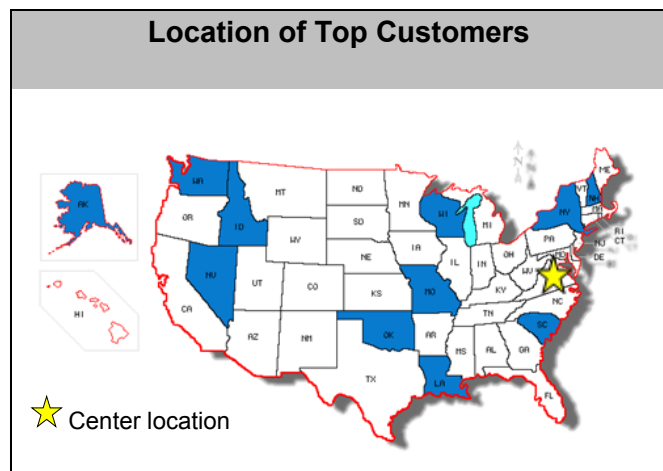 Location of Top Customers
N N
ME
WA
VT
NH
MT
ND
MN
AK
OR
ID
SD
WI
MI
NY
MA
RI
CT
WY
IA
PA
NJ
DE
NE
OH
MD
NV
UT
IL
IN
WV
CO
KS
MO
KY
HI
CA
NC
TN
OK
AR
SC
AZ
NM
MS
AL
GA
TX
LA
FL
Center location